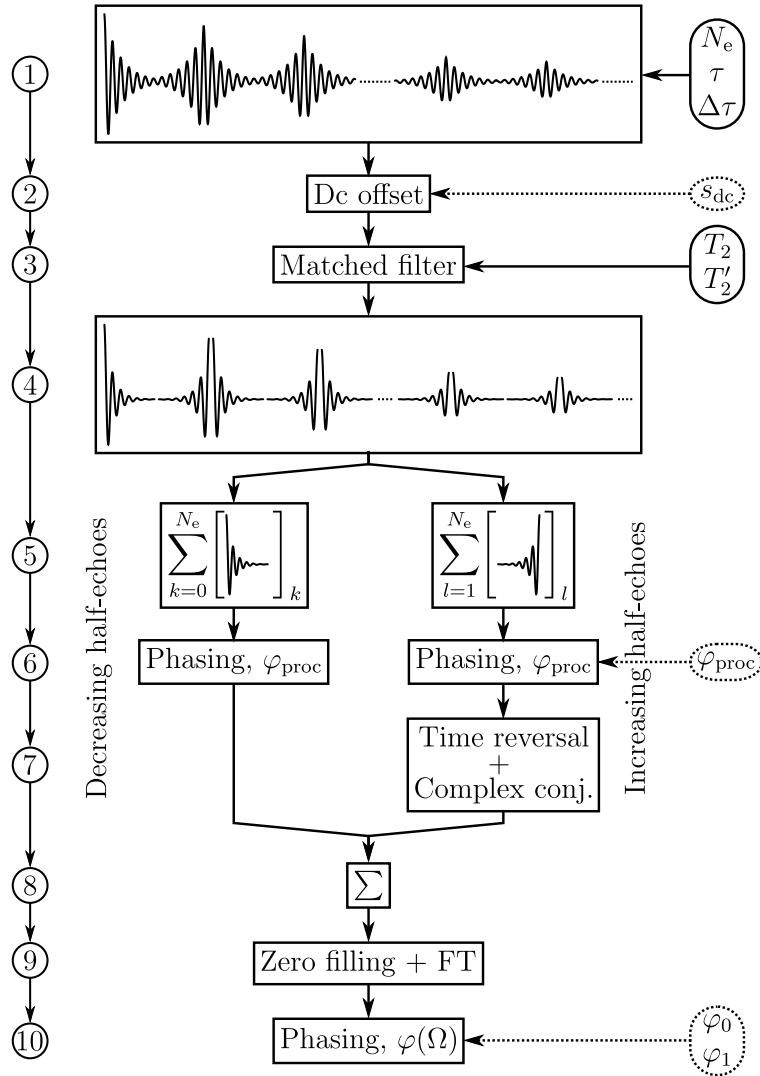 1
N_e
τ
Δτ
2
Dc offset
s_dc
3
Matched filter
T_2
T_2′
4
Decreasing half-echoes
Increasing half-echoes
5
∑_{k=0}^{N_e} [ ]_k
∑_{l=1}^{N_e} [ ]_l
6
Phasing, φ_proc
Phasing, φ_proc
φ_proc
7
Time reversal
+
Complex conj.
8
∑
9
Zero filling + FT
10
Phasing, φ(Ω)
φ_0
φ_1